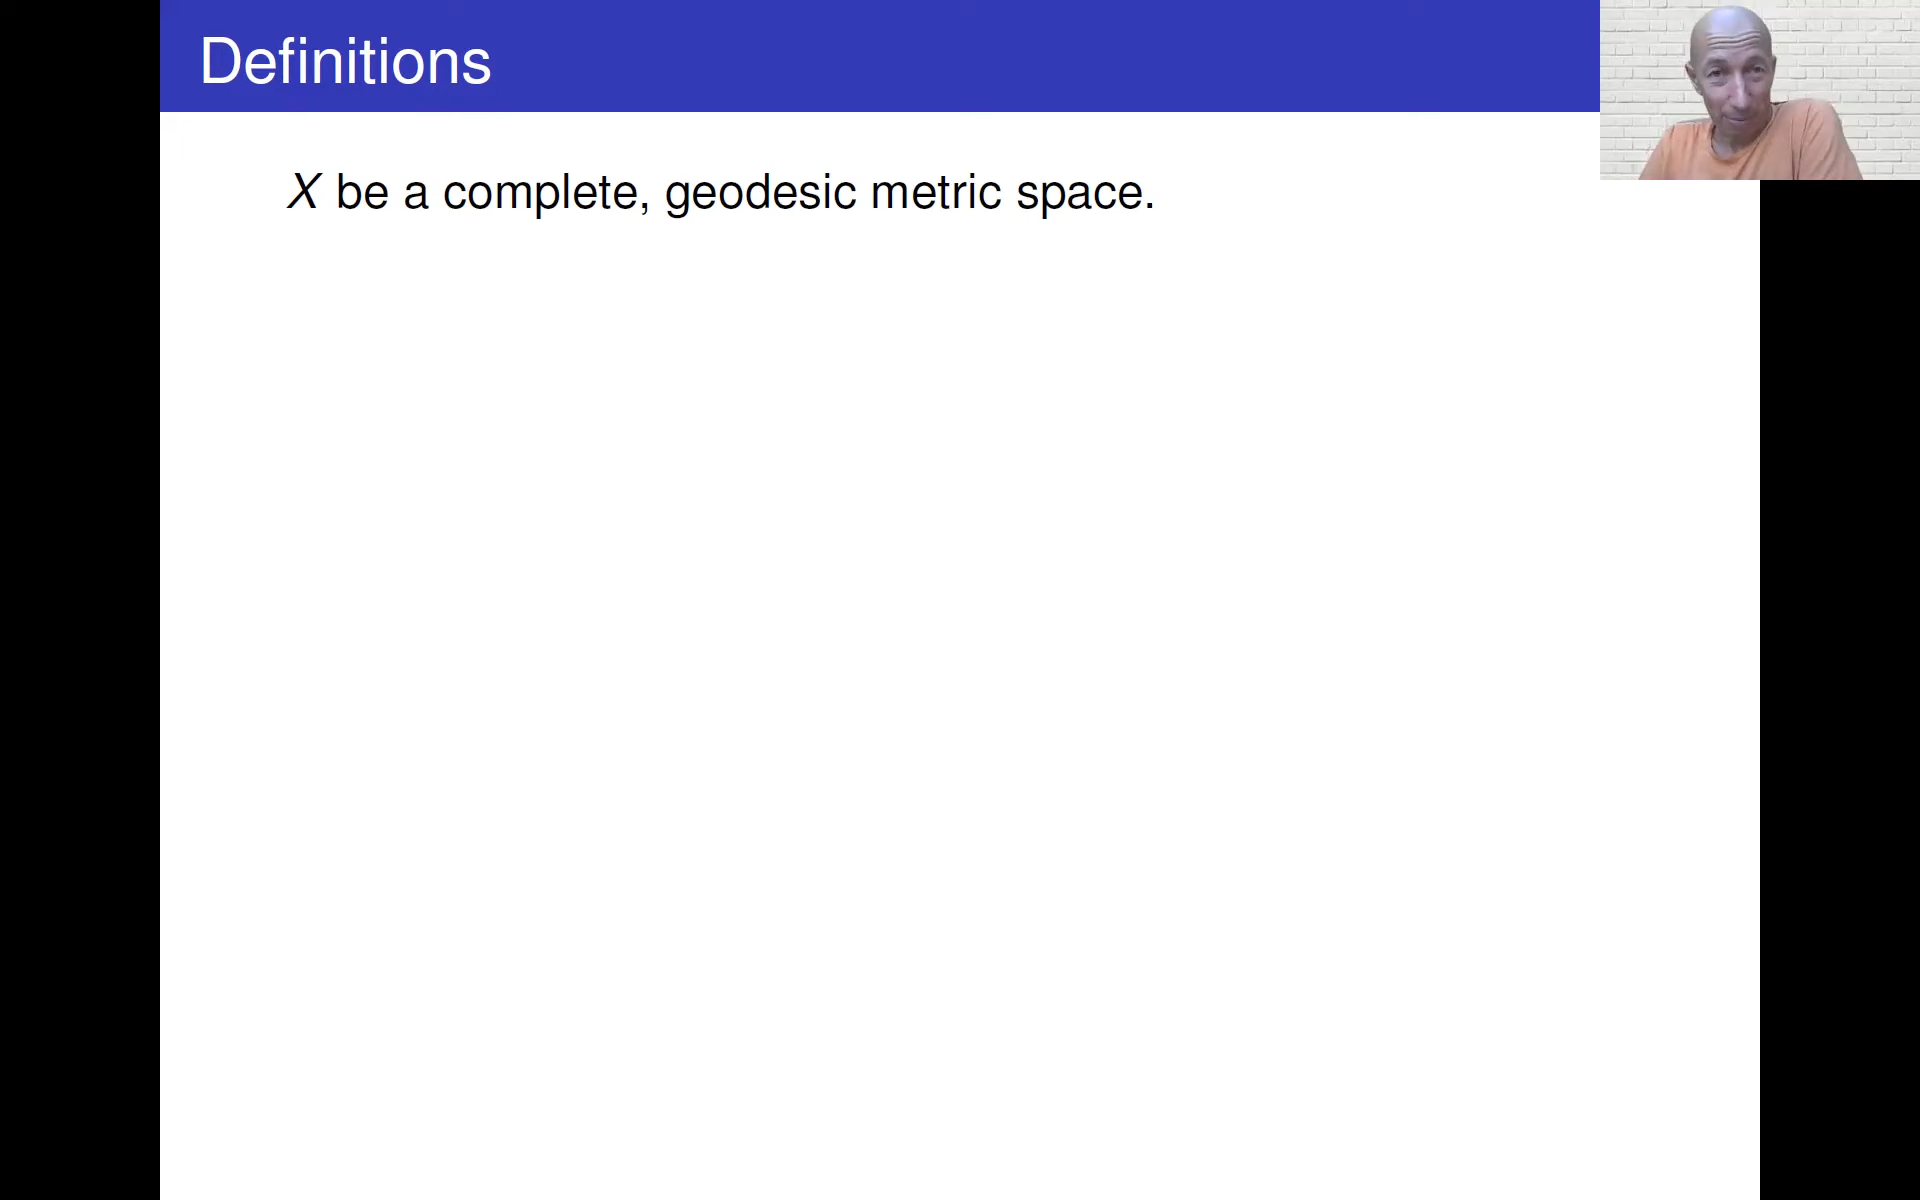 Definitions
X be a complete, geodesic metric space.